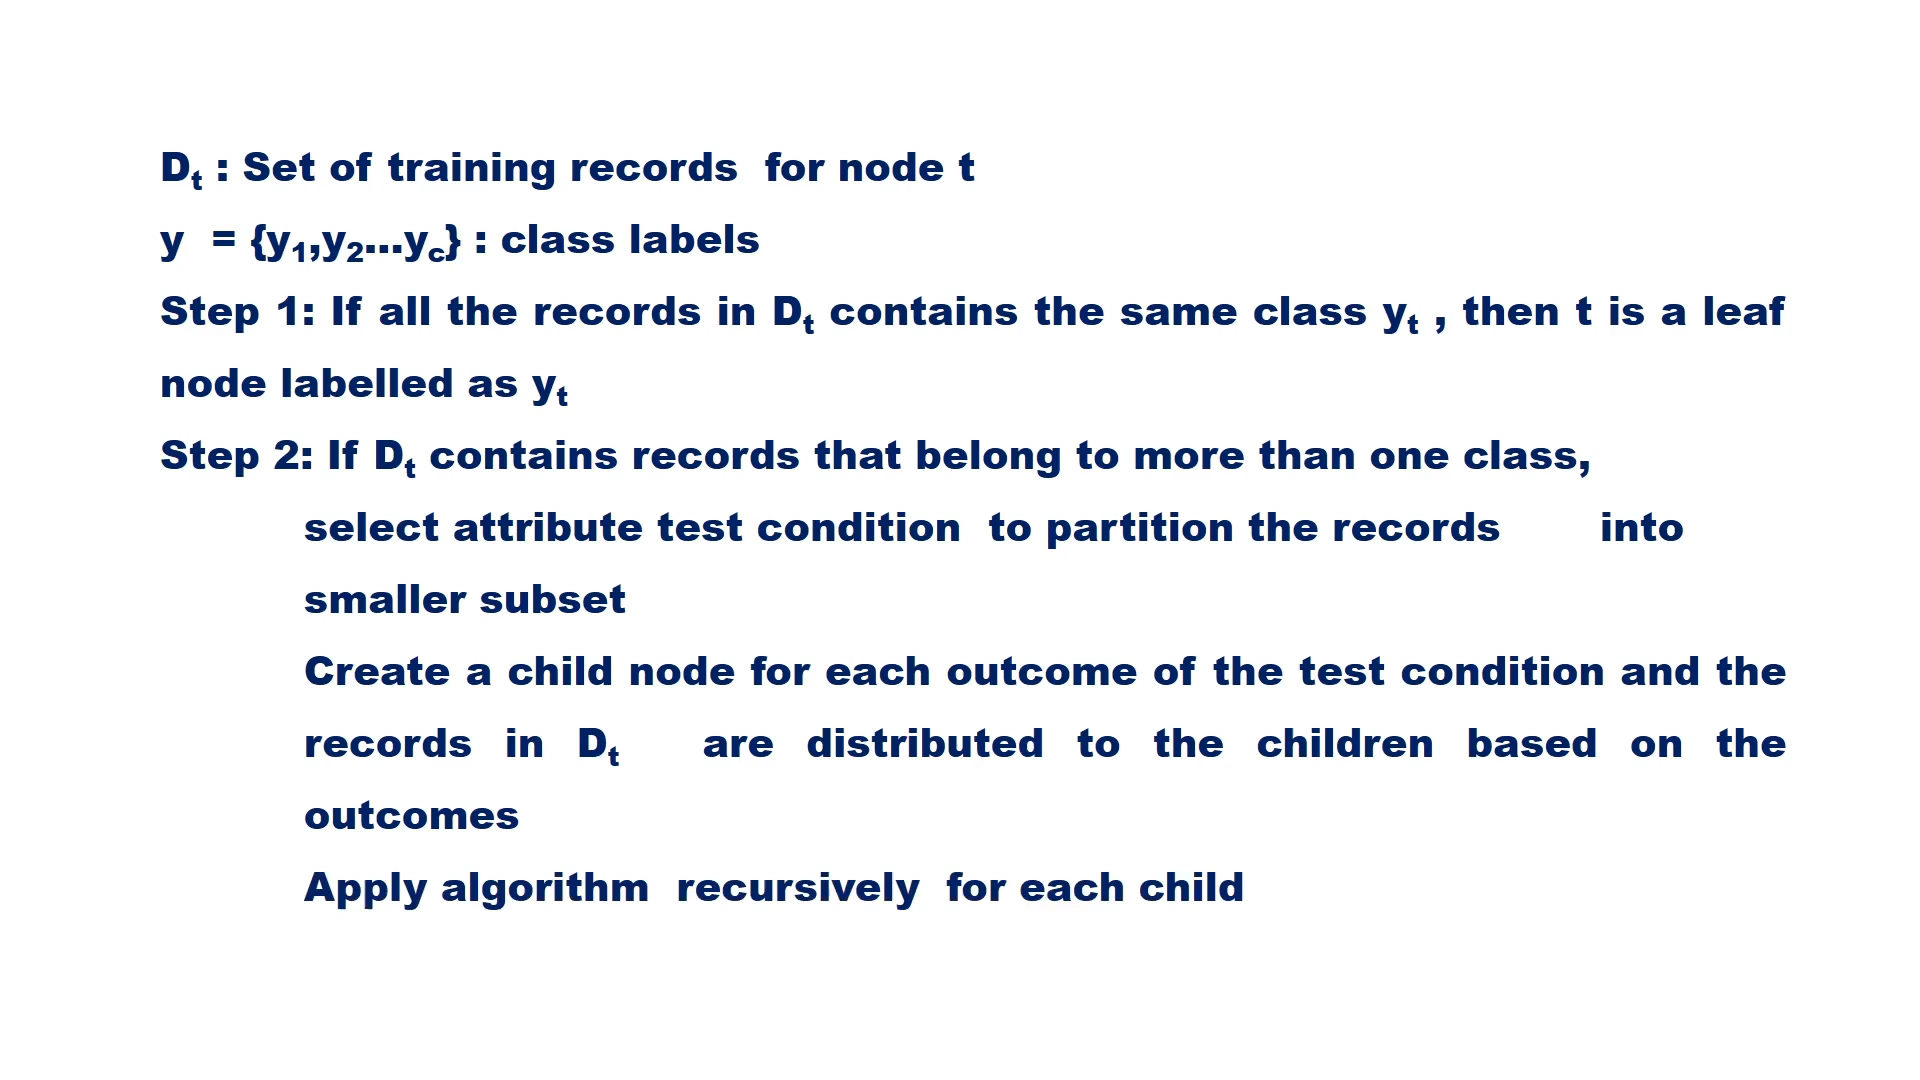 Dt : Set of training records  for node t
y  = {y1,y2...yc} : class labels
Step 1: If all the records in Dt contains the same class yt , then t is a leaf
node labelled as yt
Step 2: If Dt contains records that belong to more than one class,
select attribute test condition  to partition the records into
smaller subset
Create a child node for each outcome of the test condition and the
records in Dt are distributed to the children based on the
outcomes
Apply algorithm  recursively  for each child